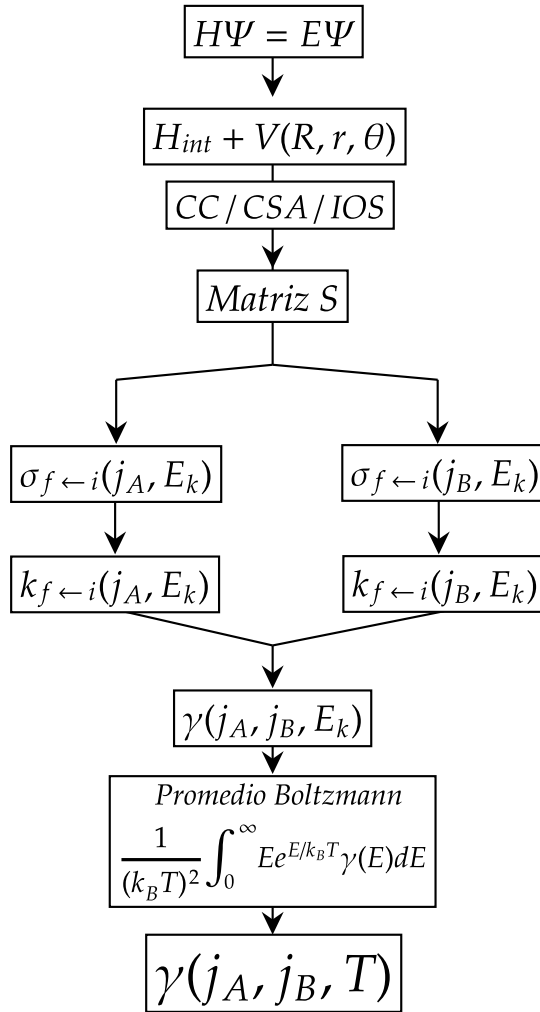 HΨ = EΨ
H_int + V(R, r, θ)
CC / CSA / IOS
Matriz S
σ_{f ← i}(j_A, E_k)
σ_{f ← i}(j_B, E_k)
k_{f ← i}(j_A, E_k)
k_{f ← i}(j_B, E_k)
γ(j_A, j_B, E_k)
Promedio Boltzmann
\frac{1}{(k_B T)^2} ∫_0^∞ E e^{E/k_B T} γ(E)dE
γ(j_A, j_B, T)